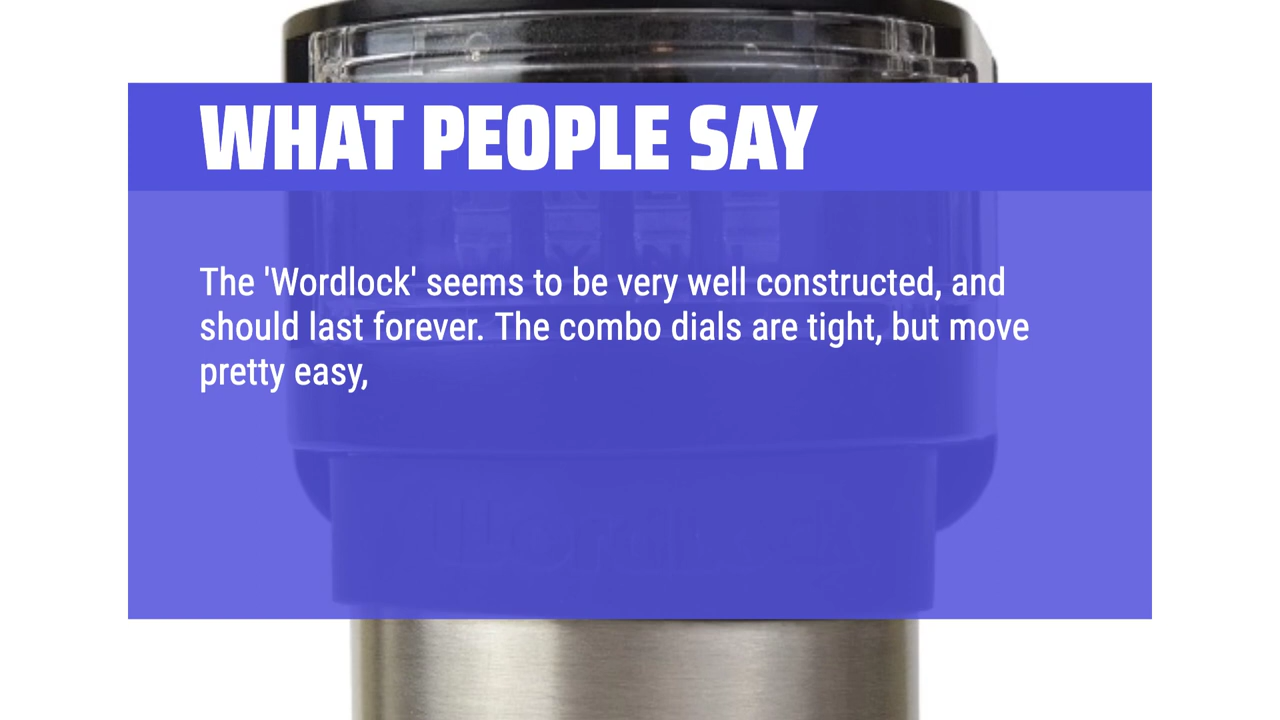 WHAT PEOPLE SAY
The 'Wordlock' seems to be very well constructed, and
should last forever. The combo dials are tight, but move
pretty easy,